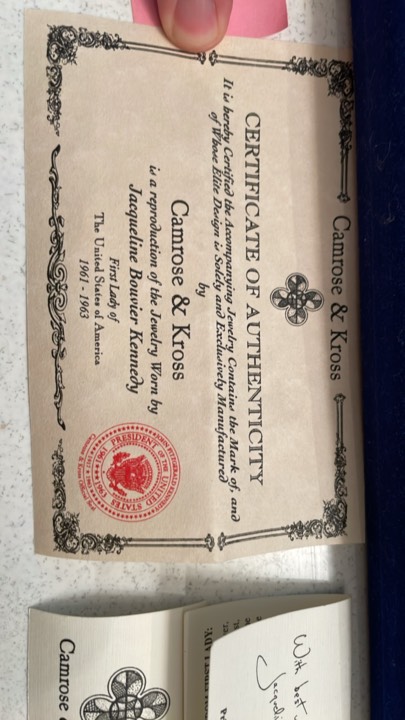 Camrose & Kross
CERTIFICATE OF AUTHENTICITY
It is hereby Certified the Accompanying Jewelry Contains the Mark of, and
of Whose Elite Design is Solely and Exclusively Manufactured
by
Camrose & Kross
is a reproduction of the Jewelry Worn by
Jacqueline Bouvier Kennedy
First Lady of
The United States of America
1961 - 1963
PRESIDENT OF THE UNITED STATES
1961 1963
With best
Jacqueli
Camrose &